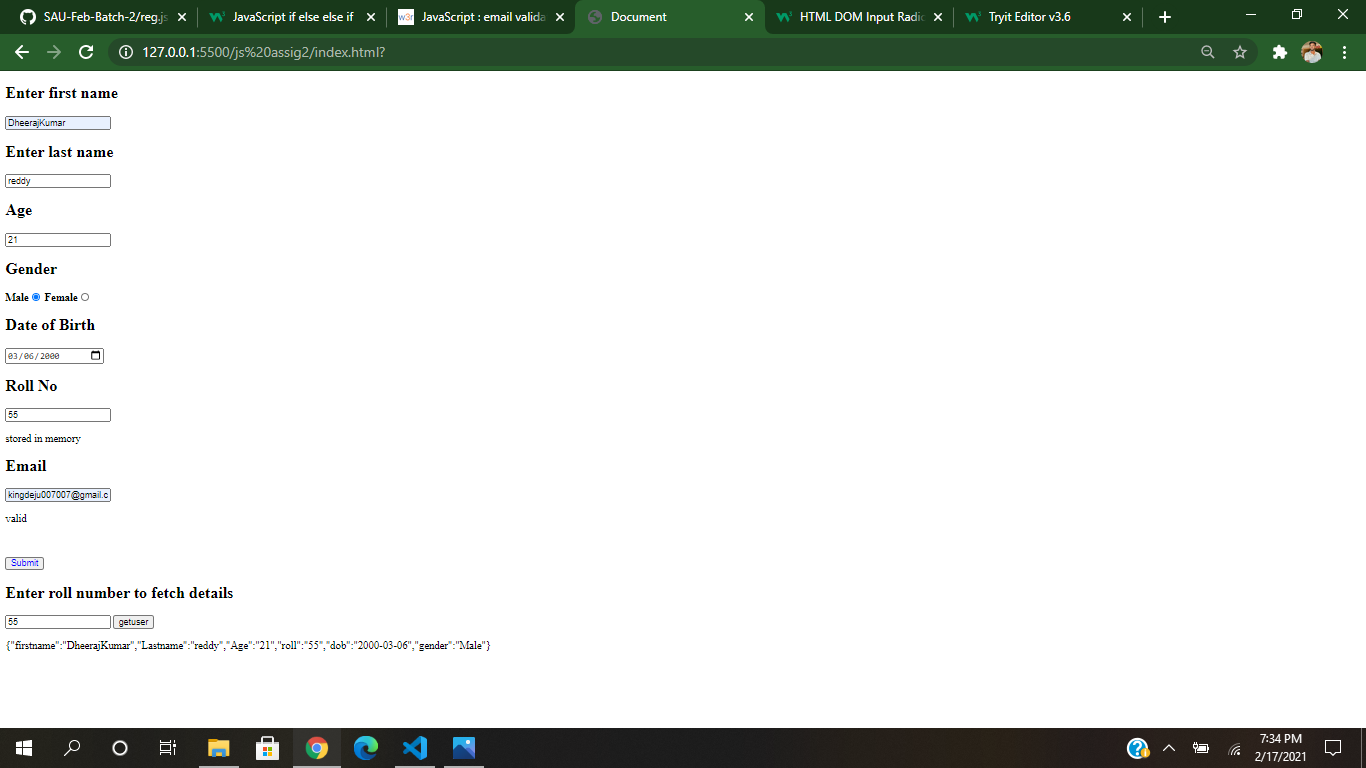 SAU-Feb-Batch-2/reg.js
JavaScript if else else if
w3r
JavaScript : email valida
Document
HTML DOM Input Radio
Tryit Editor v3.6
127.0.0.1:5500/js%20assig2/index.html?
Enter first name
DheerajKumar
Enter last name
reddy
Age
21
Gender
Male Female
Date of Birth
03/06/2000
Roll No
55
stored in memory
Email
kingdeju007007@gmail.c
valid
Submit
Enter roll number to fetch details
55 getuser
{"firstname":"DheerajKumar","Lastname":"reddy","Age":"21","roll":"55","dob":"2000-03-06","gender":"Male"}
7:34 PM
2/17/2021